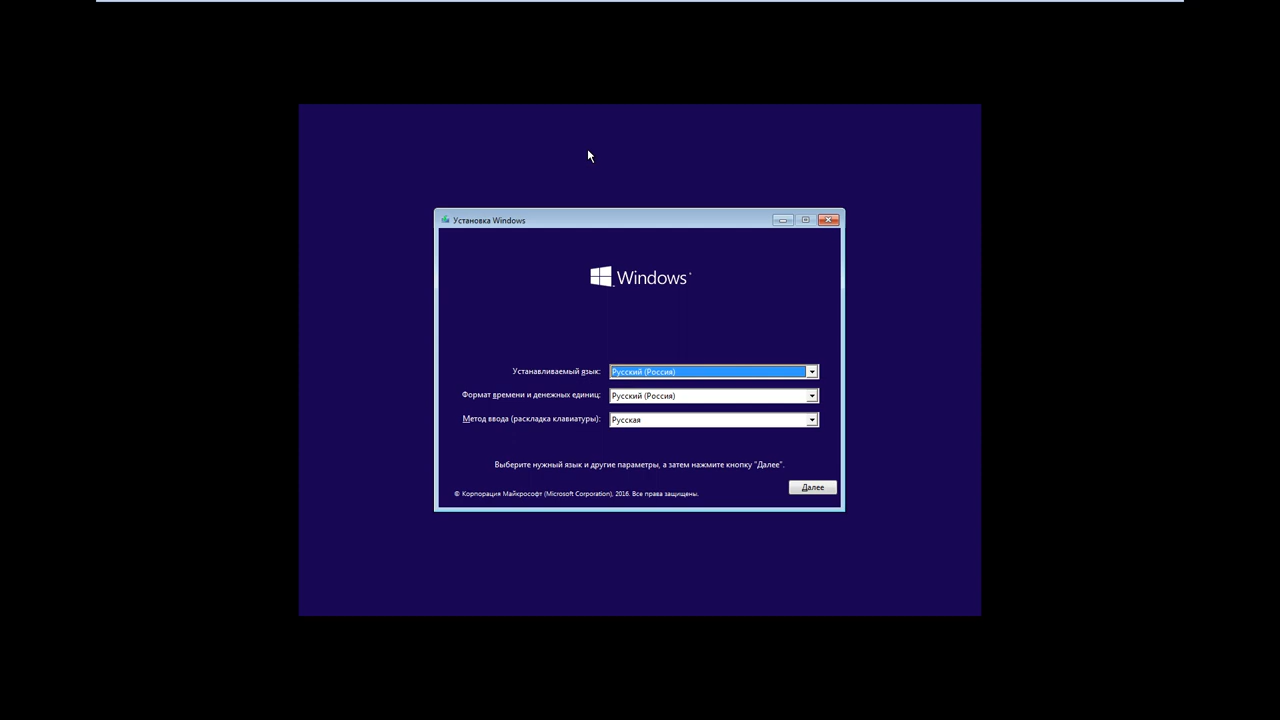 Установка Windows
Windows
Устанавливаемый язык: Русский (Россия)
Формат времени и денежных единиц: Русский (Россия)
Метод ввода (раскладка клавиатуры): Русская
Выберите нужный язык и другие параметры, а затем нажмите кнопку "Далее".
© Корпорация Майкрософт (Microsoft Corporation), 2016. Все права защищены.
Далее